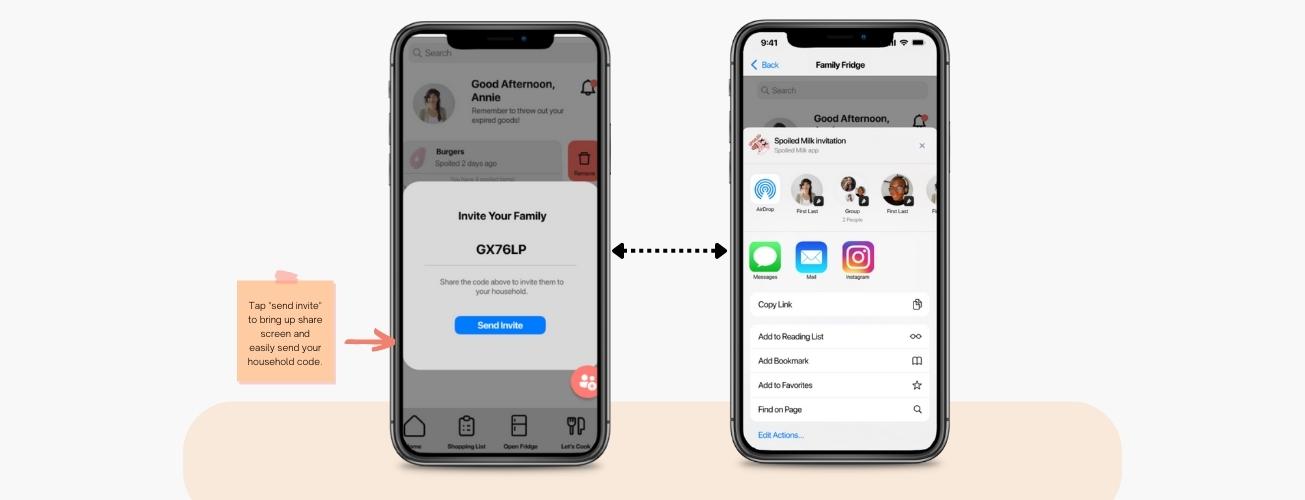 Tap "send invite"
to bring up share
screen and
easily send your
household code.
Search
Good Afternoon,
Annie
Remember to throw out your
expired goods!
Burgers
Spoiled 2 days ago
Remove
You have 4 spoiled items!
Invite Your Family
GX76LP
Share the code above to invite them to
your household.
Send Invite
Home
Shopping List
Open Fridge
Let's Cook
9:41
Back
Family Fridge
Search
Good Afternoon,
Spoiled Milk invitation
Spoiled Milk app
AirDrop
First Last
Group
2 People
First Last
Messages
Mail
Instagram
Copy Link
Add to Reading List
Add Bookmark
Add to Favorites
Find on Page
Edit Actions...